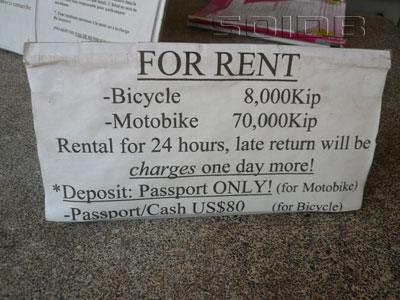 SOIDB
FOR RENT
-Bicycle 8,000Kip
-Motobike 70,000Kip
Rental for 24 hours, late return will be
charges one day more!
*Deposit: Passport ONLY! (for Motobike)
-Passport/Cash US$80 (for Bicycle)